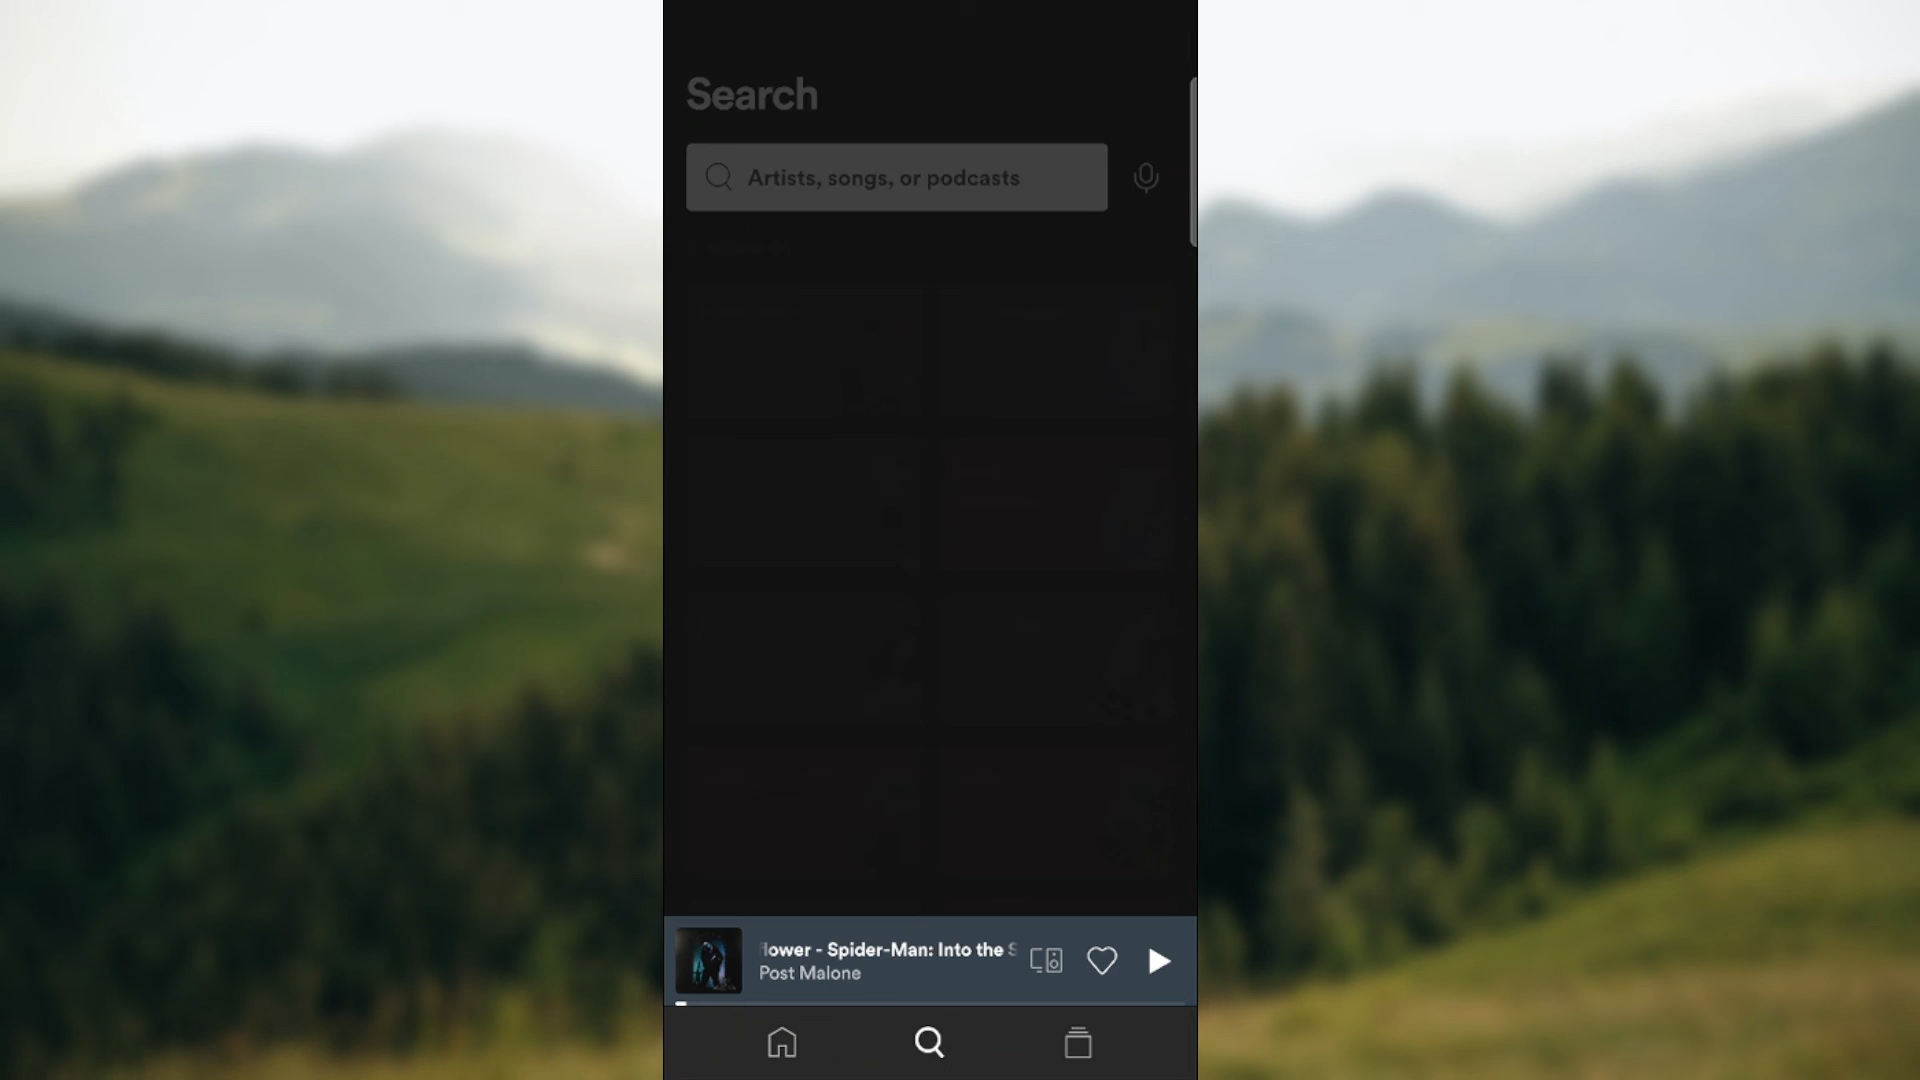 Search
Artists, songs, or podcasts
lower - Spider-Man: Into the S
Post Malone